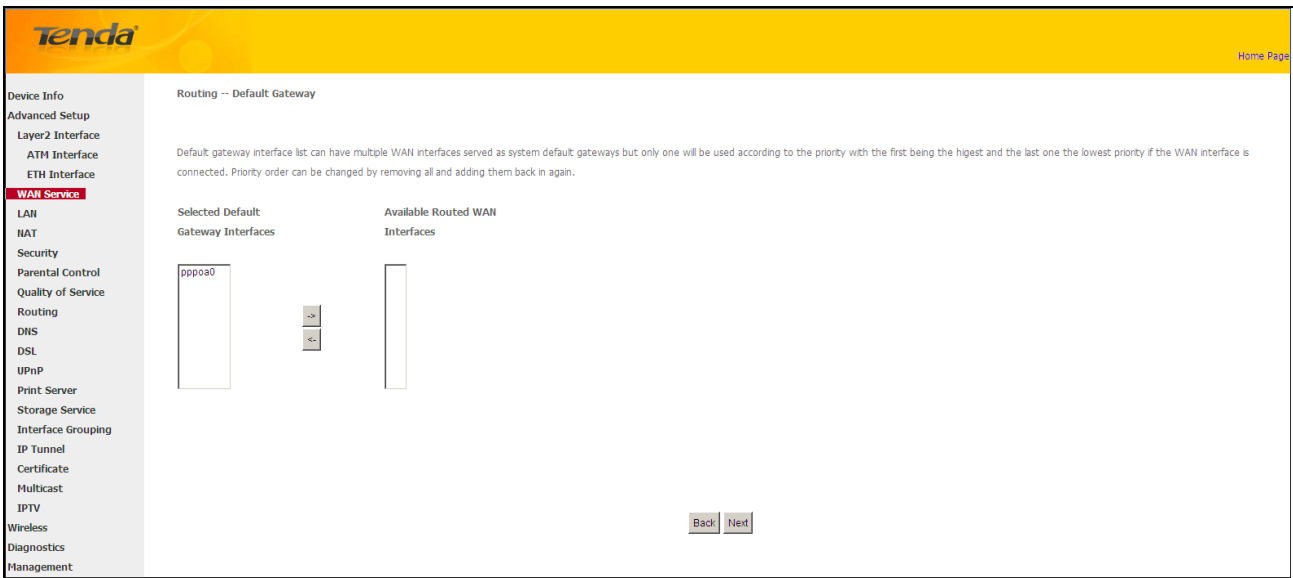 Tenda
Home Page
Device Info
Advanced Setup
Layer2 Interface
ATM Interface
ETH Interface
WAN Service
LAN
NAT
Security
Parental Control
Quality of Service
Routing
DNS
DSL
UPnP
Print Server
Storage Service
Interface Grouping
IP Tunnel
Certificate
Multicast
IPTV
Wireless
Diagnostics
Management
Routing -- Default Gateway
Default gateway interface list can have multiple WAN interfaces served as system default gateways but only one will be used according to the priority with the first being the higest and the last one the lowest priority if the WAN interface is
connected. Priority order can be changed by removing all and adding them back in again.
Selected Default
Gateway Interfaces
Available Routed WAN
Interfaces
pppoa0
->
<-
Back Next